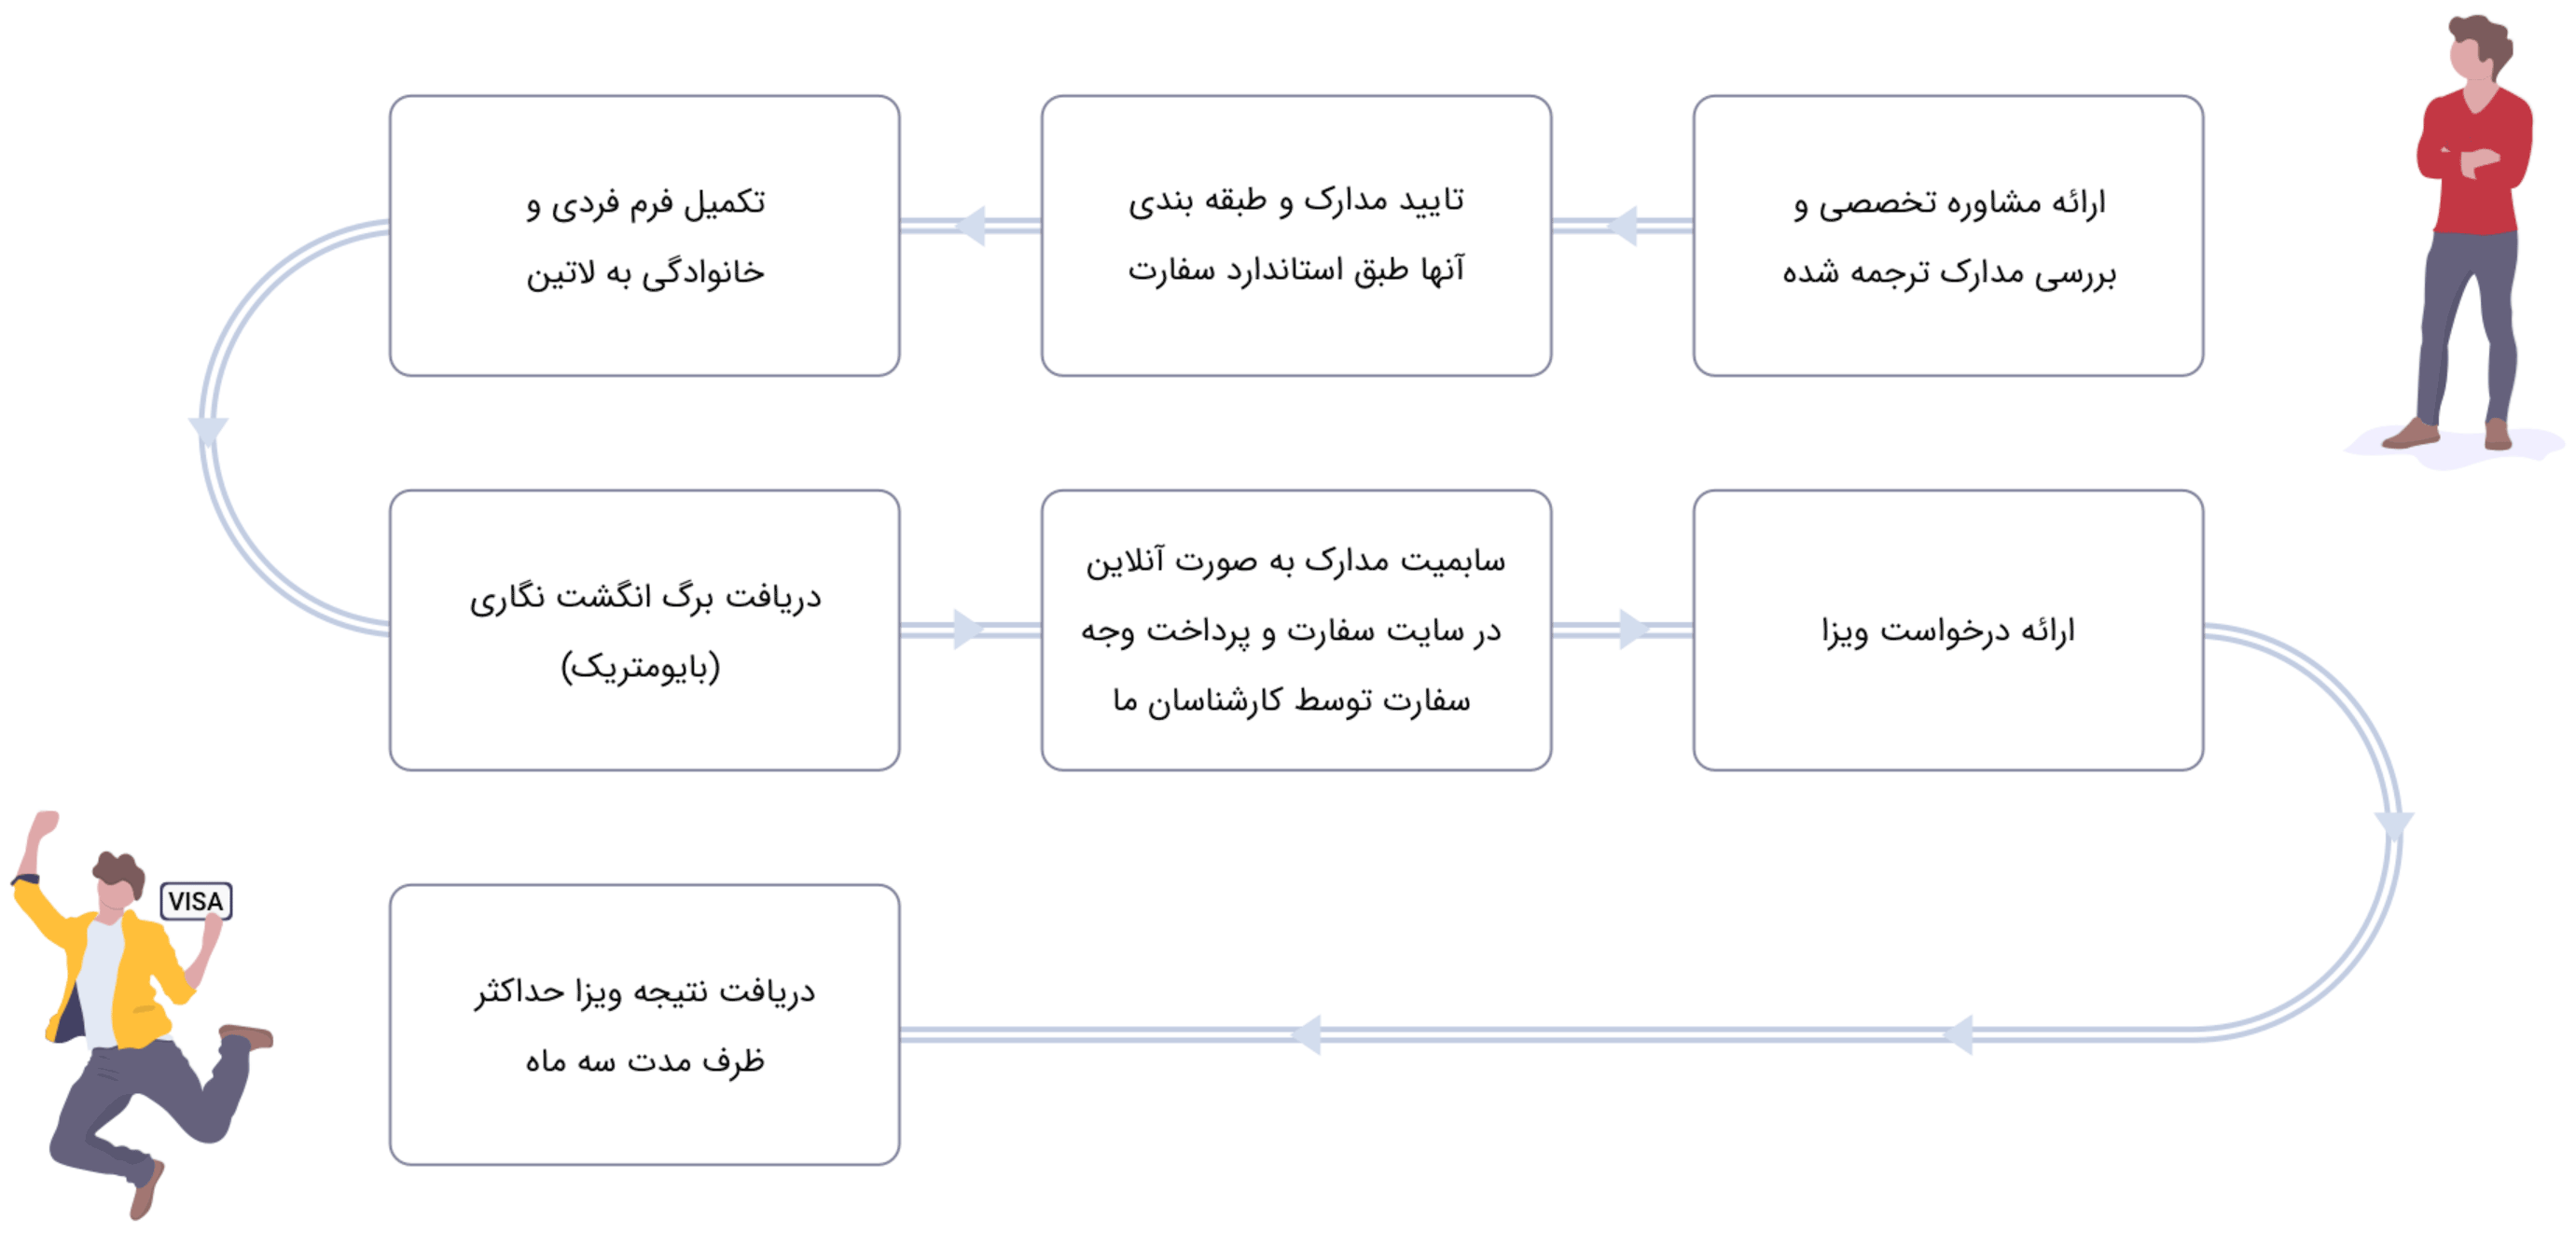 ارائه مشاوره تخصصی و
بررسی مدارک ترجمه شده
تایید مدارک و طبقه بندی
آنها طبق استاندارد سفارت
تکمیل فرم فردی و
خانوادگی به لاتین
دریافت برگ انگشت نگاری
(بایومتریک)
سابمیت مدارک به صورت آنلاین
در سایت سفارت و پرداخت وجه
سفارت توسط کارشناسان ما
ارائه درخواست ویزا
دریافت نتیجه ویزا حداکثر
ظرف مدت سه ماه
VISA